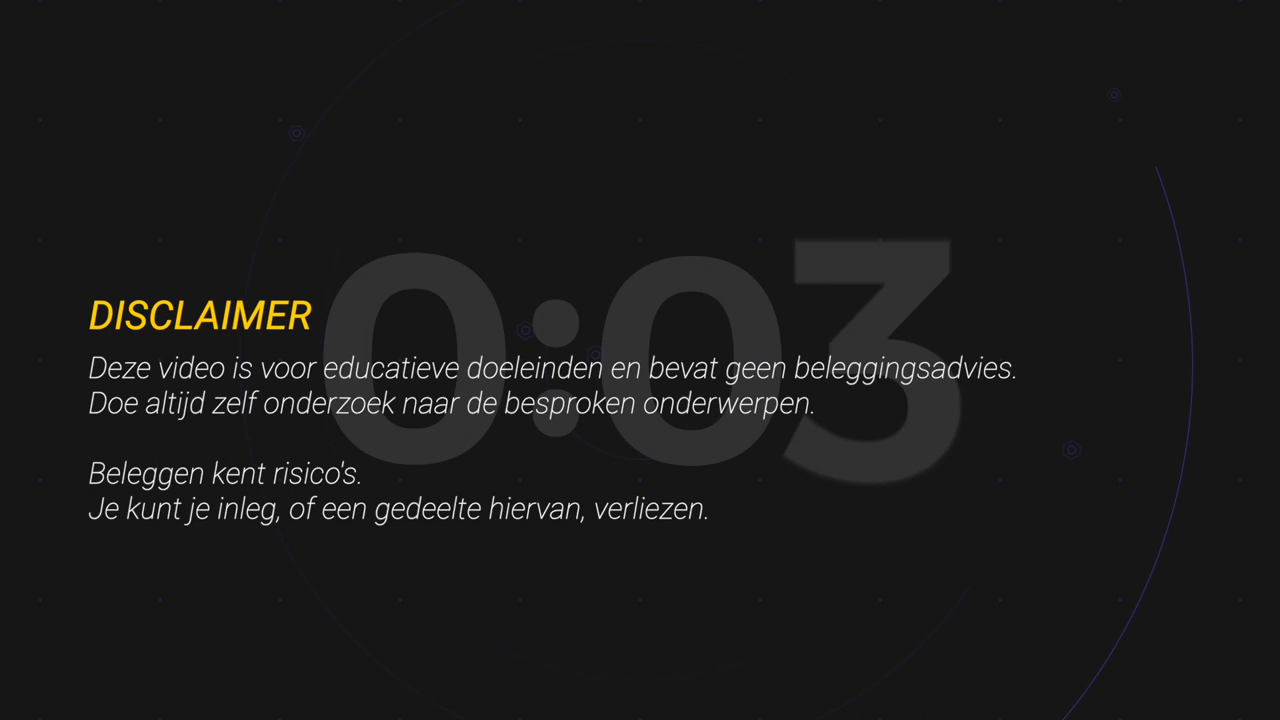 0:03
DISCLAIMER
Deze video is voor educatieve doeleinden en bevat geen beleggingsadvies.
Doe altijd zelf onderzoek naar de besproken onderwerpen.
Beleggen kent risico's.
Je kunt je inleg, of een gedeelte hiervan, verliezen.